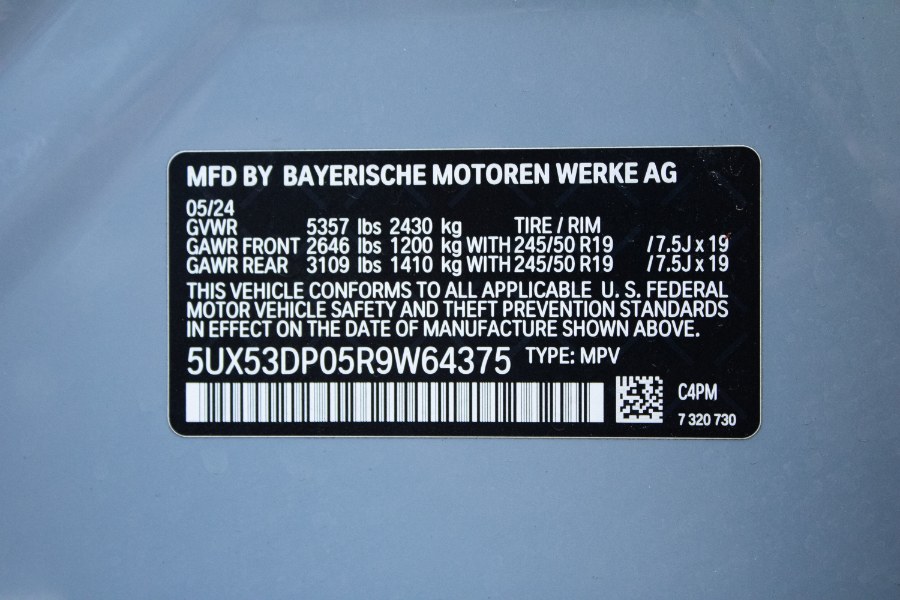 MFD BY BAYERISCHE MOTOREN WERKE AG
05/24
GVWR 5357 lbs 2430 kg TIRE / RIM
GAWR FRONT 2646 lbs 1200 kg WITH 245/50 R19 / 7.5J x 19
GAWR REAR 3109 lbs 1410 kg WITH 245/50 R19 / 7.5J x 19
THIS VEHICLE CONFORMS TO ALL APPLICABLE U. S. FEDERAL
MOTOR VEHICLE SAFETY AND THEFT PREVENTION STANDARDS
IN EFFECT ON THE DATE OF MANUFACTURE SHOWN ABOVE.
5UX53DP05R9W64375 TYPE: MPV
C4PM
7 320 730